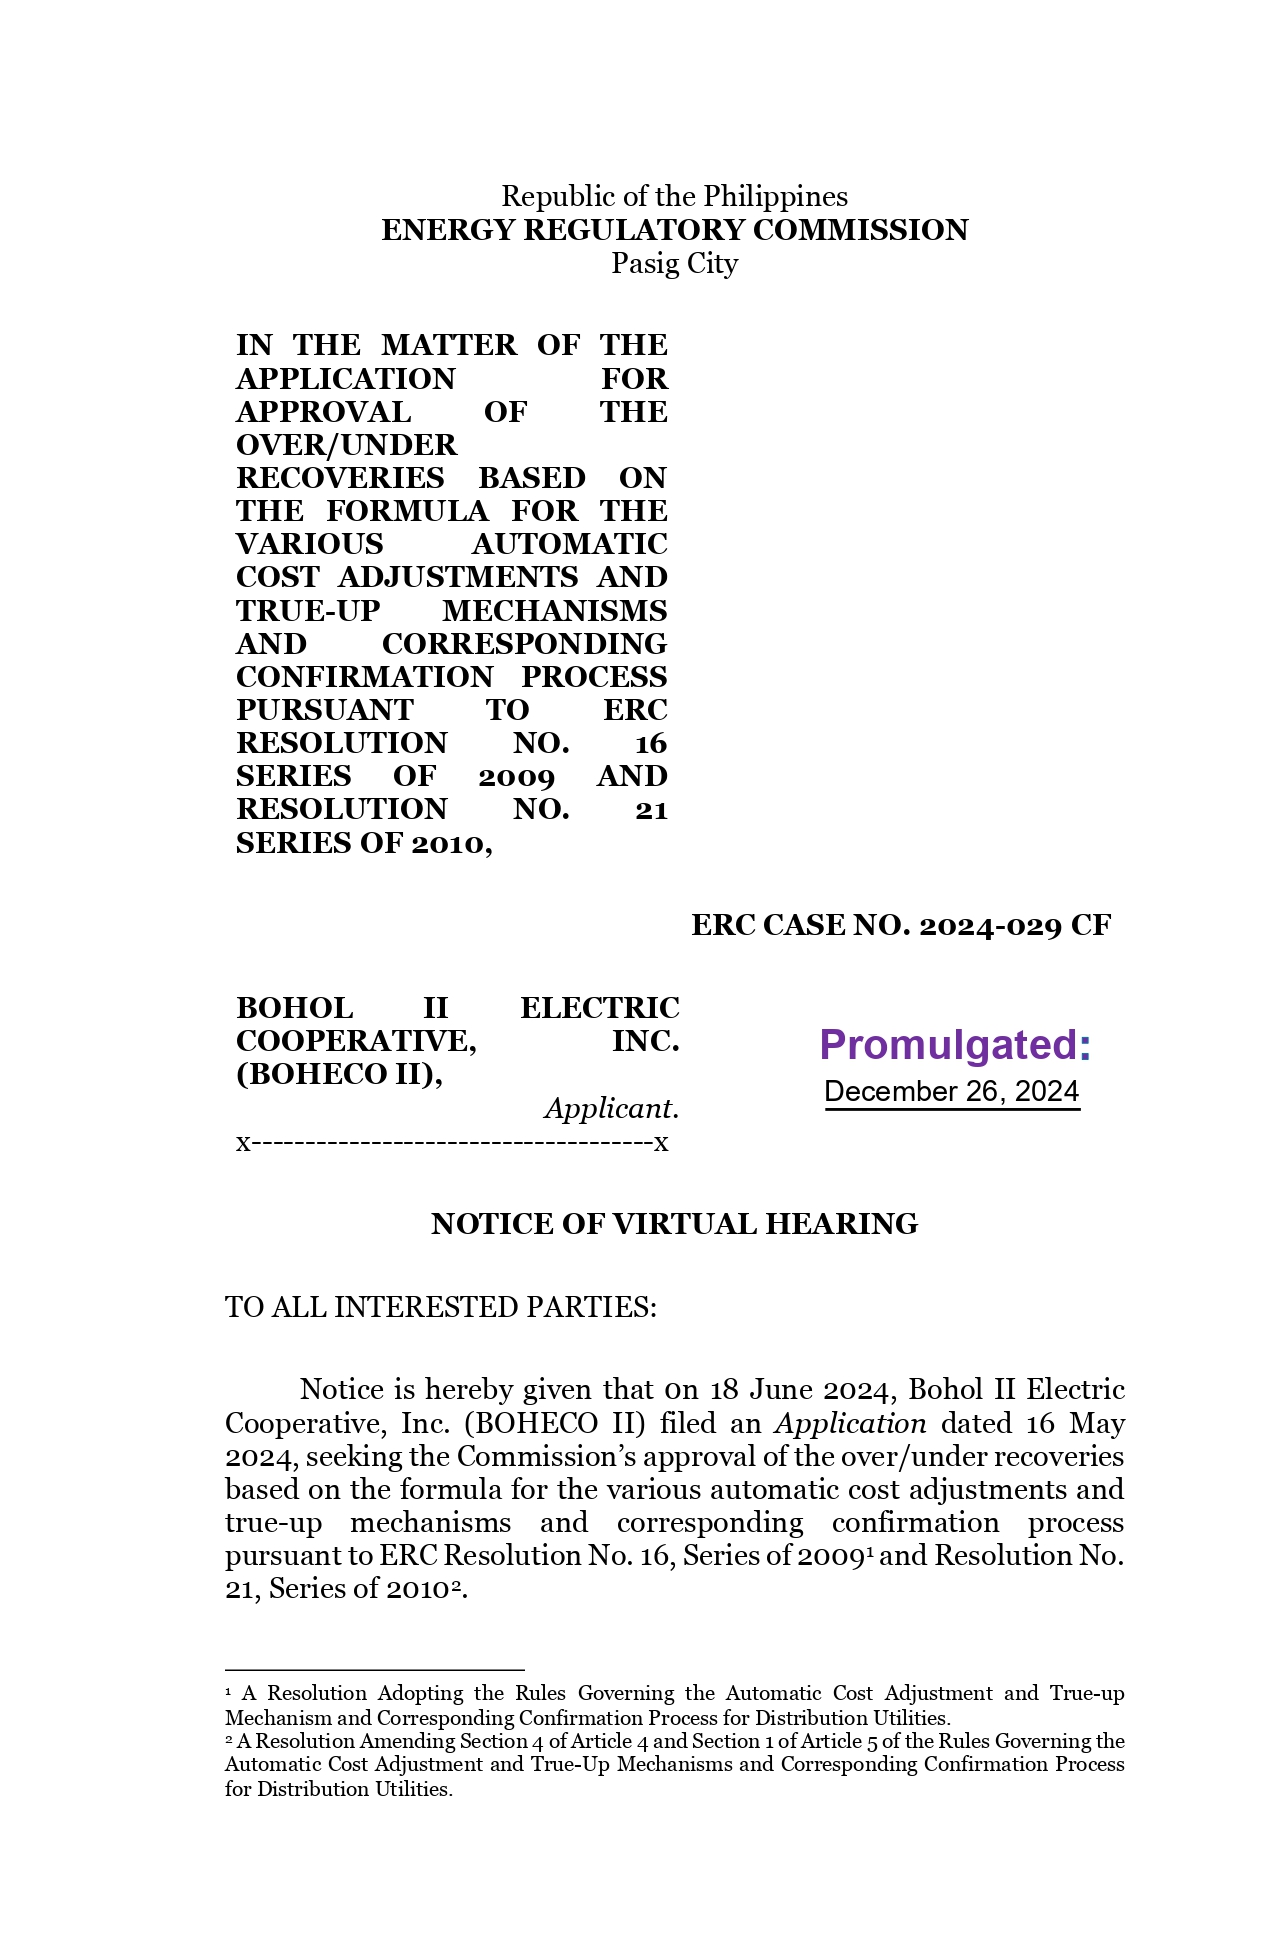 Republic of the Philippines
ENERGY REGULATORY COMMISSION
Pasig City
IN THE MATTER OF THE
APPLICATION FOR
APPROVAL OF THE
OVER/UNDER
RECOVERIES BASED ON
THE FORMULA FOR THE
VARIOUS AUTOMATIC
COST ADJUSTMENTS AND
TRUE-UP MECHANISMS
AND CORRESPONDING
CONFIRMATION PROCESS
PURSUANT TO ERC
RESOLUTION NO. 16
SERIES OF 2009 AND
RESOLUTION NO. 21
SERIES OF 2010,
ERC CASE NO. 2024-029 CF
BOHOL II ELECTRIC
COOPERATIVE, INC.
(BOHECO II),
Applicant.
x-------------------------------------x
Promulgated:
December 26, 2024
NOTICE OF VIRTUAL HEARING
TO ALL INTERESTED PARTIES:
Notice is hereby given that 0n 18 June 2024, Bohol II Electric
Cooperative, Inc. (BOHECO II) filed an Application dated 16 May
2024, seeking the Commission’s approval of the over/under recoveries
based on the formula for the various automatic cost adjustments and
true-up mechanisms and corresponding confirmation process
pursuant to ERC Resolution No. 16, Series of 2009¹ and Resolution No.
21, Series of 2010².
¹ A Resolution Adopting the Rules Governing the Automatic Cost Adjustment and True-up
Mechanism and Corresponding Confirmation Process for Distribution Utilities.
² A Resolution Amending Section 4 of Article 4 and Section 1 of Article 5 of the Rules Governing the
Automatic Cost Adjustment and True-Up Mechanisms and Corresponding Confirmation Process
for Distribution Utilities.